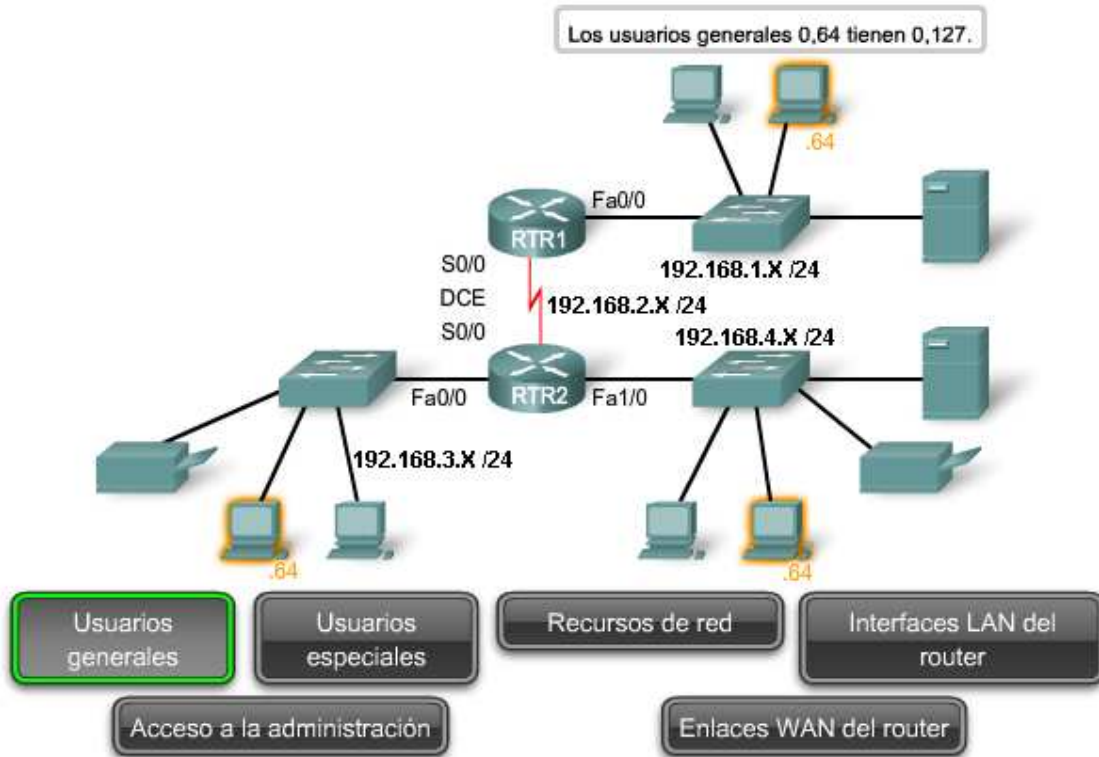 Los usuarios generales 0,64 tienen 0,127.
.64
Fa0/0
RTR1
S0/0
192.168.1.X /24
DCE
192.168.2.X /24
S0/0
192.168.4.X /24
Fa0/0
RTR2
Fa1/0
192.168.3.X /24
.64
.64
Usuarios
generales
Usuarios
especiales
Recursos de red
Interfaces LAN del
router
Acceso a la administración
Enlaces WAN del router